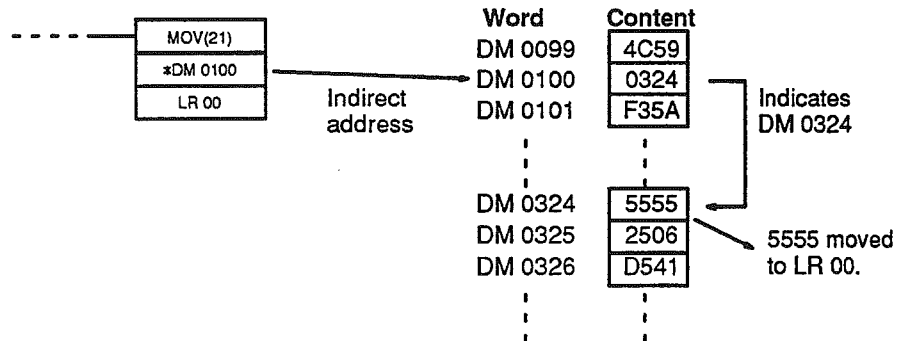 Word Content
MOV(21)
DM 0099 4C59
*DM 0100
DM 0100 0324
LR 00
Indirect
address
DM 0101 F35A
Indicates
DM 0324
DM 0324 5555
DM 0325 2506
5555 moved
to LR 00.
DM 0326 D541